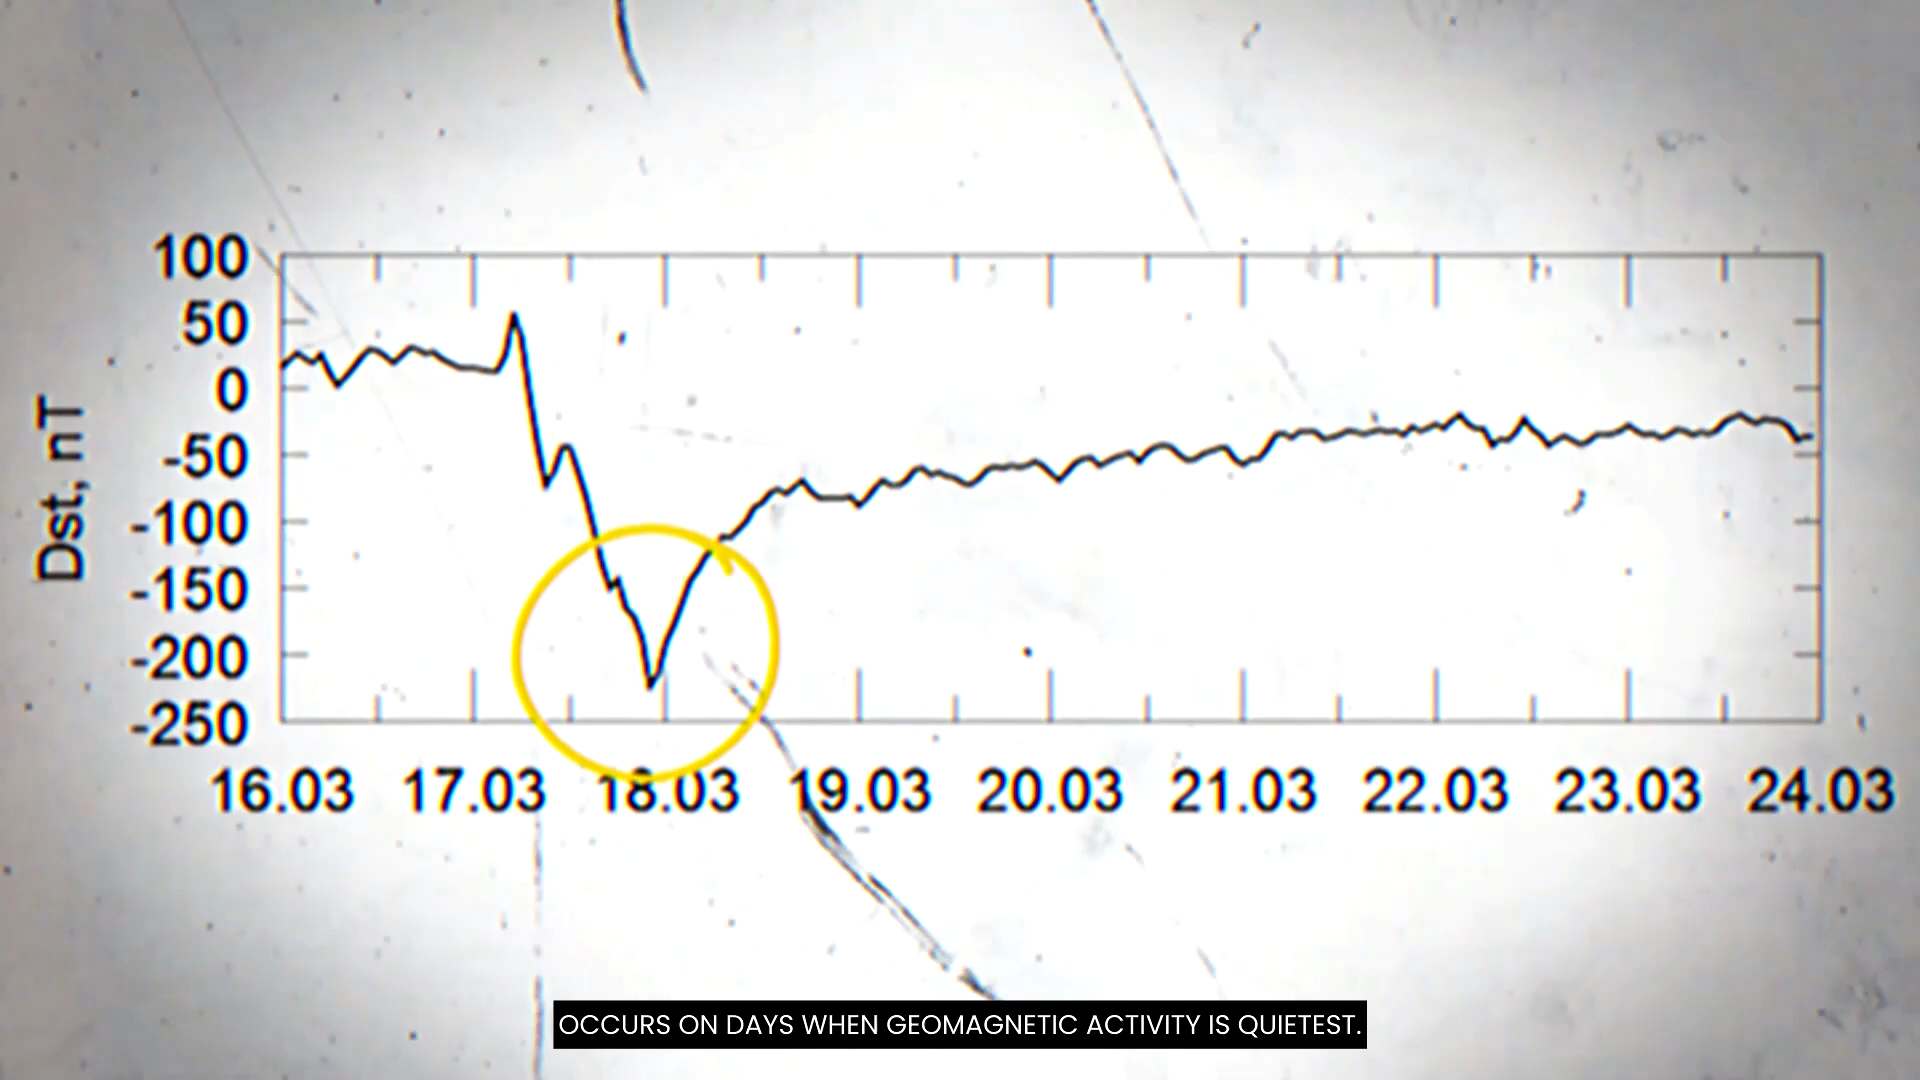 100
50
0
-50
-100
-150
-200
-250
Dst, nT
16.03 17.03 18.03 19.03 20.03 21.03 22.03 23.03 24.03
OCCURS ON DAYS WHEN GEOMAGNETIC ACTIVITY IS QUIETEST.